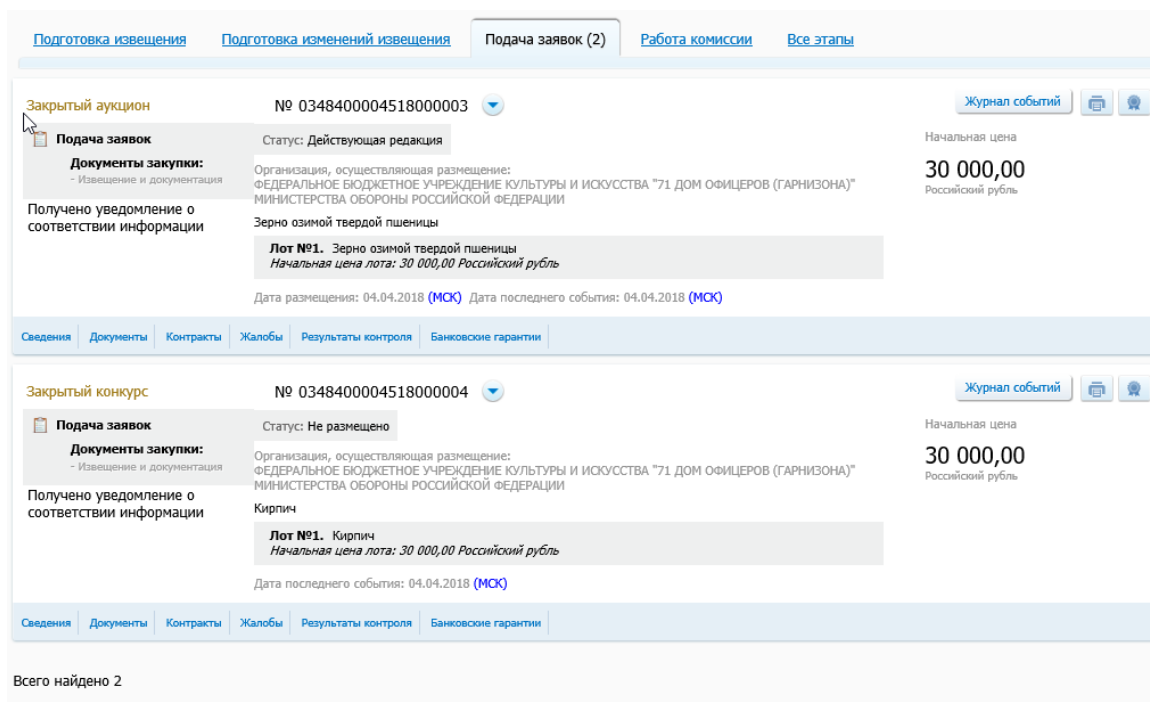 Подготовка извещения Подготовка изменений извещения Подача заявок (2) Работа комиссии Все этапы
Закрытый аукцион № 0348400004518000003 Журнал событий
Подача заявок Статус: Действующая редакция Начальная цена
Документы закупки:
- Извещение и документация
30 000,00
Российский рубль
Организация, осуществляющая размещение:
ФЕДЕРАЛЬНОЕ БЮДЖЕТНОЕ УЧРЕЖДЕНИЕ КУЛЬТУРЫ И ИСКУССТВА "71 ДОМ ОФИЦЕРОВ (ГАРНИЗОНА)"
МИНИСТЕРСТВА ОБОРОНЫ РОССИЙСКОЙ ФЕДЕРАЦИИ
Получено уведомление о
соответствии информации
Зерно озимой твердой пшеницы
Лот №1. Зерно озимой твердой пшеницы
Начальная цена лота: 30 000,00 Российский рубль
Дата размещения: 04.04.2018 (МСК) Дата последнего события: 04.04.2018 (МСК)
Сведения Документы Контракты Жалобы Результаты контроля Банковские гарантии
Закрытый конкурс № 0348400004518000004 Журнал событий
Подача заявок Статус: Не размещено Начальная цена
Документы закупки:
- Извещение и документация
30 000,00
Российский рубль
Организация, осуществляющая размещение:
ФЕДЕРАЛЬНОЕ БЮДЖЕТНОЕ УЧРЕЖДЕНИЕ КУЛЬТУРЫ И ИСКУССТВА "71 ДОМ ОФИЦЕРОВ (ГАРНИЗОНА)"
МИНИСТЕРСТВА ОБОРОНЫ РОССИЙСКОЙ ФЕДЕРАЦИИ
Получено уведомление о
соответствии информации
Кирпич
Лот №1. Кирпич
Начальная цена лота: 30 000,00 Российский рубль
Дата последнего события: 04.04.2018 (МСК)
Сведения Документы Контракты Жалобы Результаты контроля Банковские гарантии
Всего найдено 2